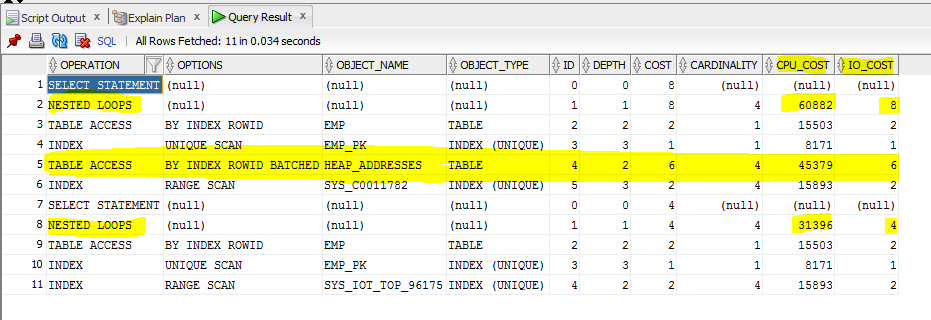 Script Output x Explain Plan x Query Result x
SQL | All Rows Fetched: 11 in 0.034 seconds
OPERATION OPTIONS OBJECT_NAME OBJECT_TYPE ID DEPTH COST CARDINALITY CPU_COST IO_COST
1 SELECT STATEMENT (null) (null) (null) 0 0 8 (null) (null) (null)
2 NESTED LOOPS (null) (null) (null) 1 1 8 4 60882 8
3 TABLE ACCESS BY INDEX ROWID EMP TABLE 2 2 2 1 15503 2
4 INDEX UNIQUE SCAN EMP_PK INDEX (UNIQUE) 3 3 1 1 8171 1
5 TABLE ACCESS BY INDEX ROWID BATCHED HEAP_ADDRESSES TABLE 4 2 6 4 45379 6
6 INDEX RANGE SCAN SYS_C0011782 INDEX (UNIQUE) 5 3 2 4 15893 2
7 SELECT STATEMENT (null) (null) (null) 0 0 4 (null) (null) (null)
8 NESTED LOOPS (null) (null) (null) 1 1 4 4 31396 4
9 TABLE ACCESS BY INDEX ROWID EMP TABLE 2 2 2 1 15503 2
10 INDEX UNIQUE SCAN EMP_PK INDEX (UNIQUE) 3 3 1 1 8171 1
11 INDEX RANGE SCAN SYS_IOT_TOP_96175 INDEX (UNIQUE) 4 2 2 4 15893 2